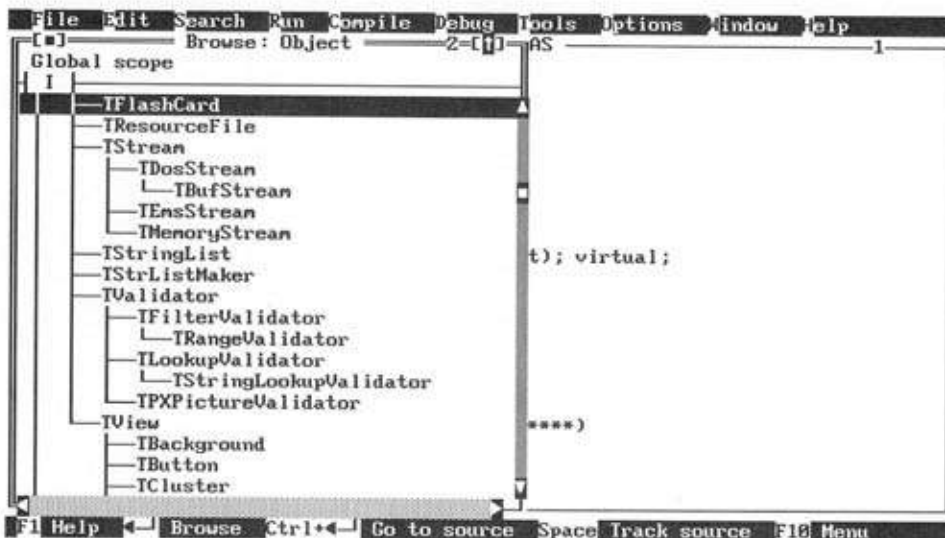 File Edit Search Run Compile Debug Tools Options Window Help
[■] Browse: Object 2=[↑] AS 1
Global scope
I
TFlashCard
TResourceFile
TStream
TDosStream
TBufStream
TEmsStream
TMemoryStream
TStringList t); virtual;
TStrListMaker
TValidator
TFilterValidator
TRangeValidator
TLookupValidator
TStringLookupValidator
TPXPictureValidator
TView ****)
TBackground
TButton
TCluster
F1 Help ◄─┘ Browse Ctrl+◄─┘ Go to source Space Track source F10 Menu